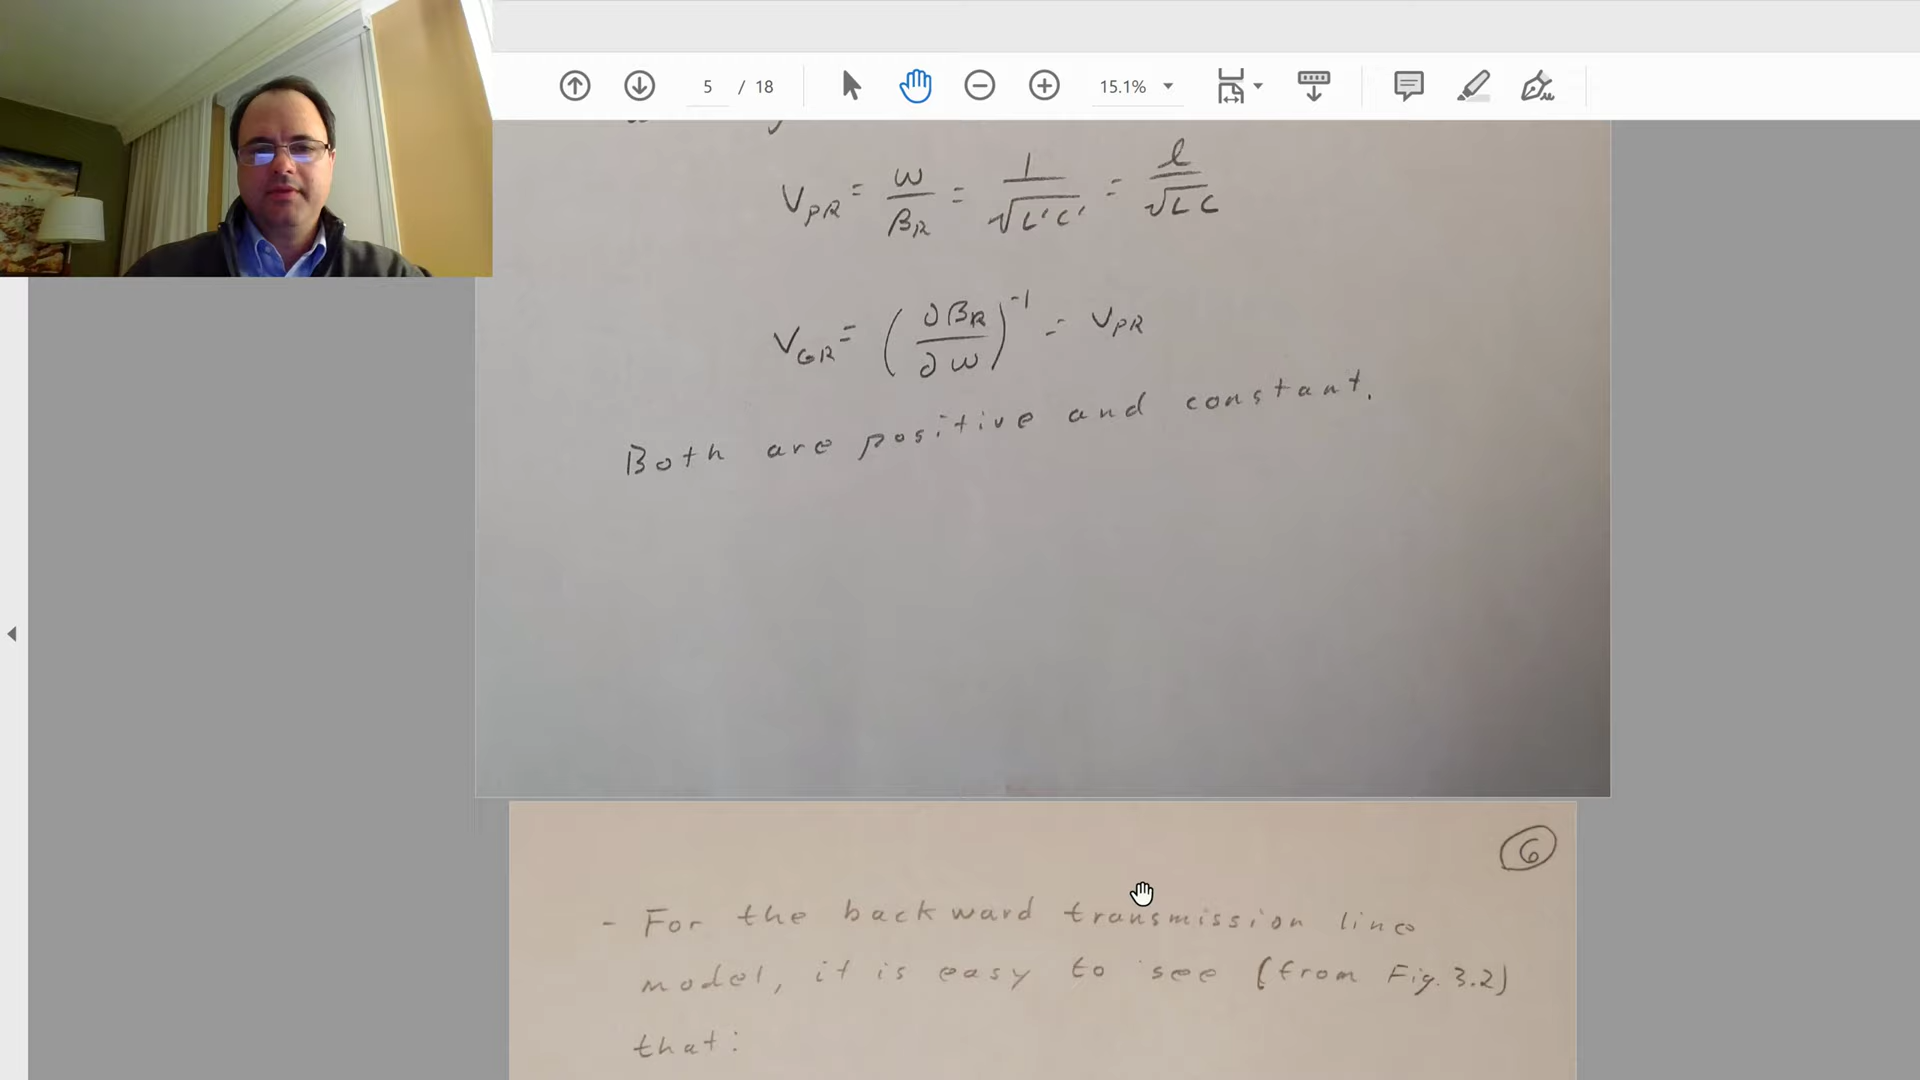 5 / 18 15.1%
V_PR = ω/β_R = 1/√L'C' = ℓ/√LC
V_GR = (∂β_R/∂ω)^-1 = V_PR
Both are positive and constant.
6
- For the backward transmission line
model, it is easy to see (from Fig. 3.2)
that: